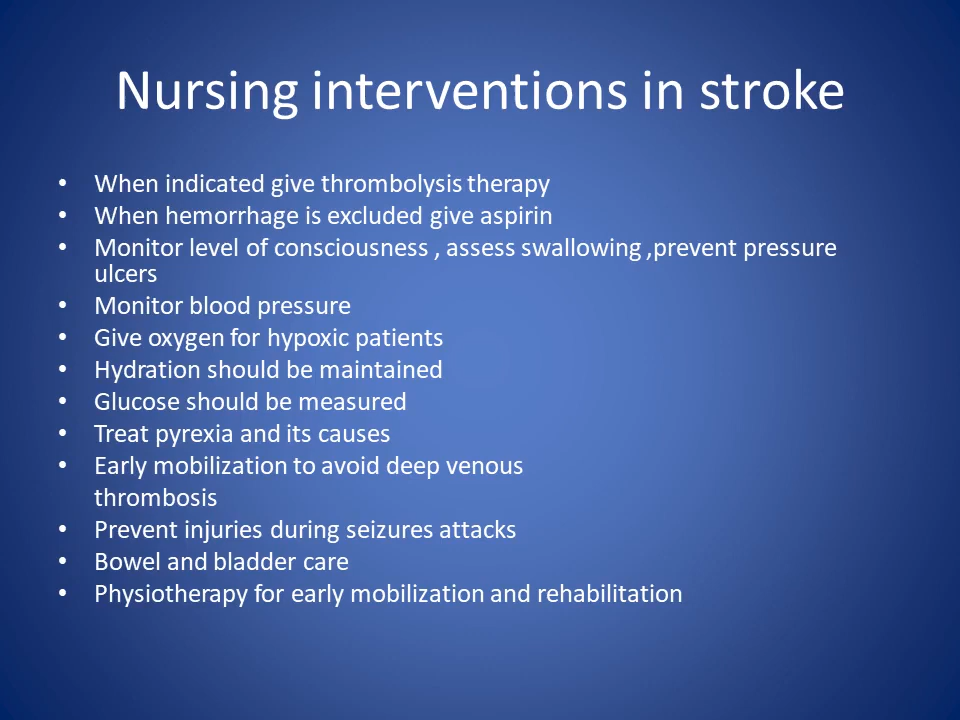 Nursing interventions in stroke
• When indicated give thrombolysis therapy
• When hemorrhage is excluded give aspirin
• Monitor level of consciousness , assess swallowing ,prevent pressure
ulcers
• Monitor blood pressure
• Give oxygen for hypoxic patients
• Hydration should be maintained
• Glucose should be measured
• Treat pyrexia and its causes
• Early mobilization to avoid deep venous
thrombosis
• Prevent injuries during seizures attacks
• Bowel and bladder care
• Physiotherapy for early mobilization and rehabilitation